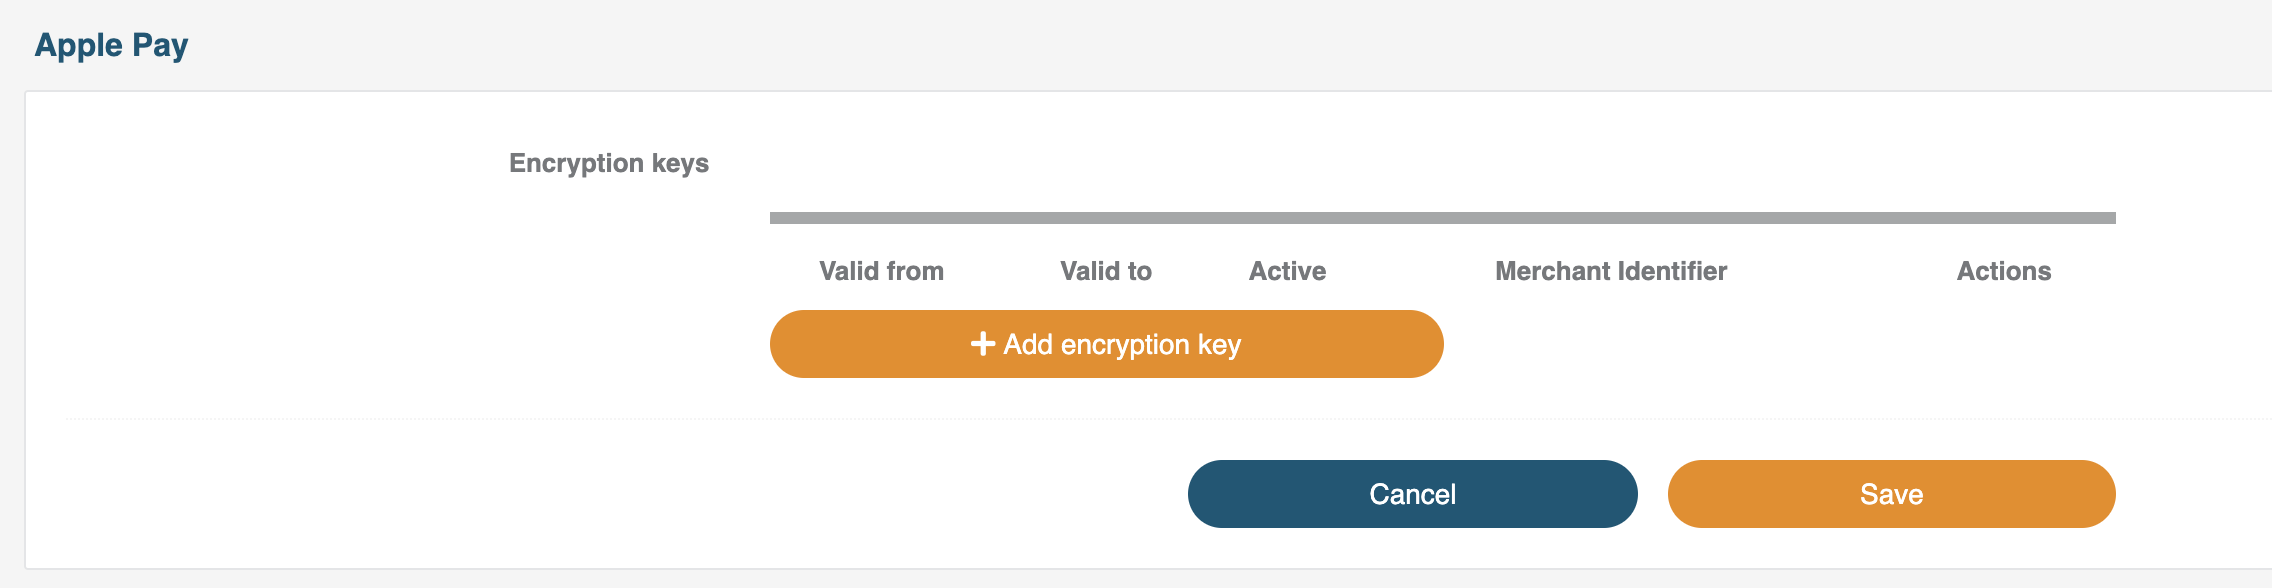 Apple Pay
Encryption keys
Valid from Valid to Active Merchant Identifier Actions
+ Add encryption key
Cancel Save